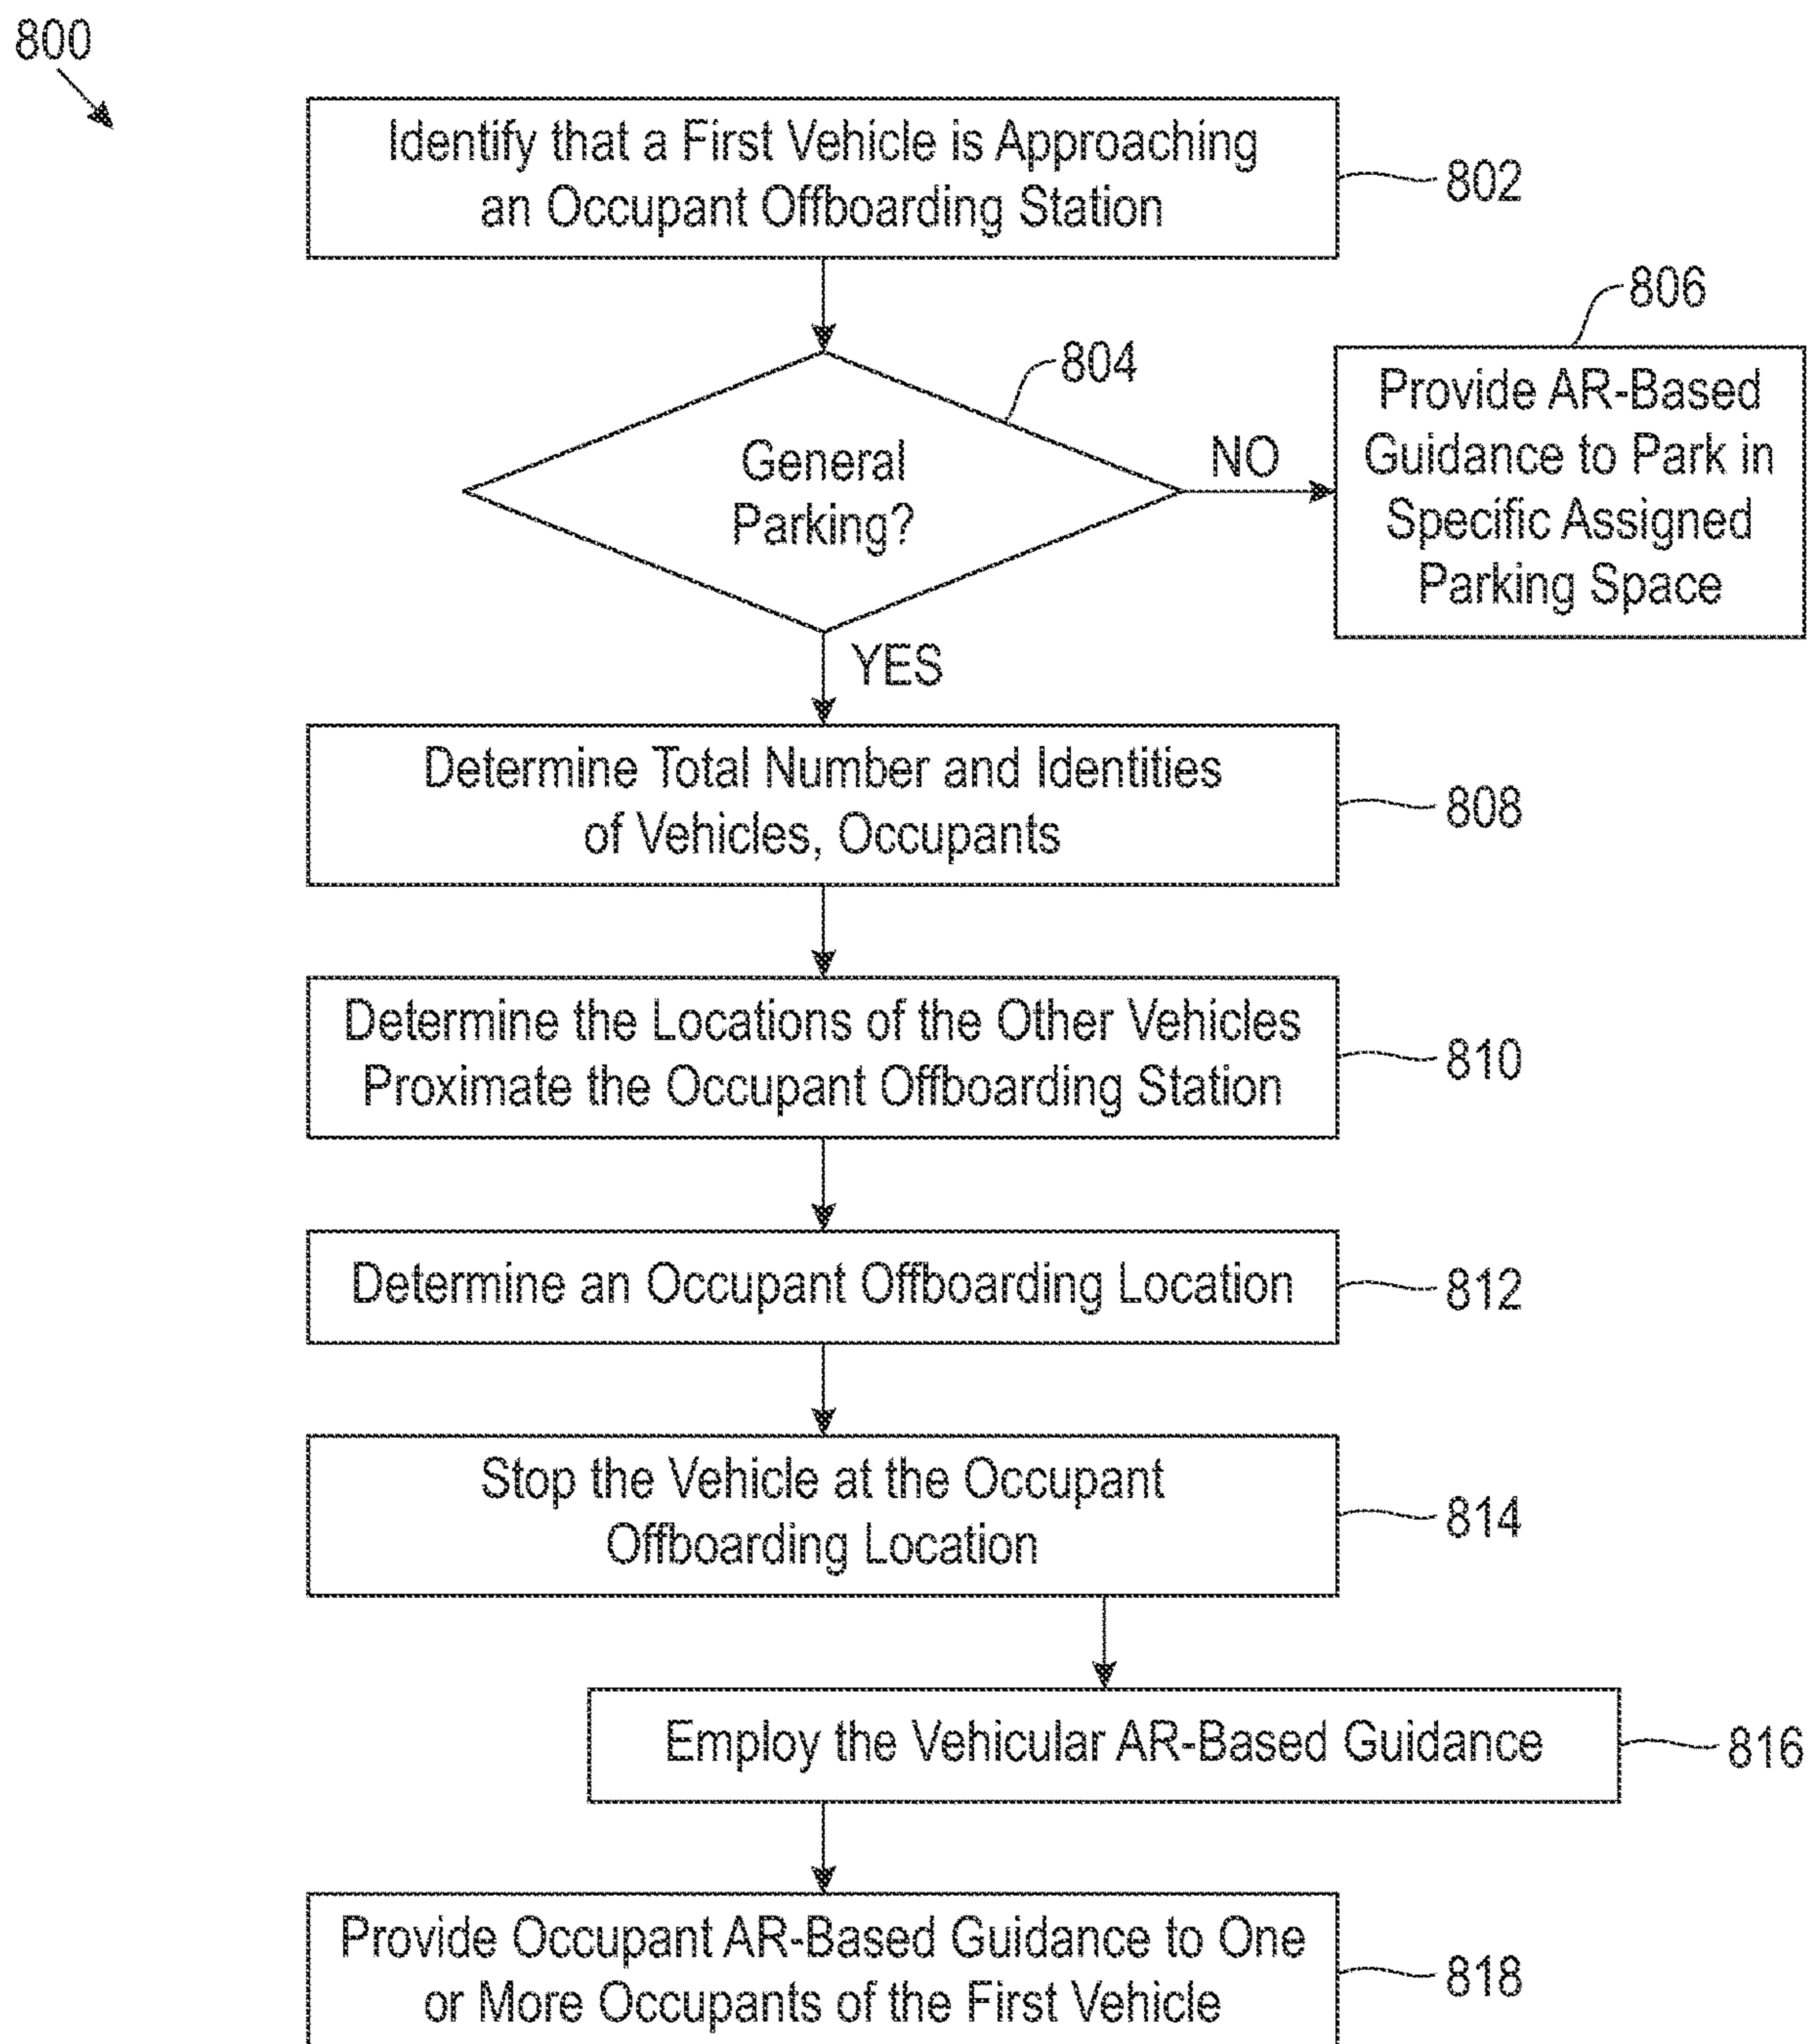 800
Identify that a First Vehicle is Approaching
an Occupant Offboarding Station
802
806
804
General
Parking?
NO
Provide AR-Based
Guidance to Park in
Specific Assigned
Parking Space
YES
Determine Total Number and Identities
of Vehicles, Occupants
808
Determine the Locations of the Other Vehicles
Proximate the Occupant Offboarding Station
810
Determine an Occupant Offboarding Location
812
Stop the Vehicle at the Occupant
Offboarding Location
814
Employ the Vehicular AR-Based Guidance
816
Provide Occupant AR-Based Guidance to One
or More Occupants of the First Vehicle
818